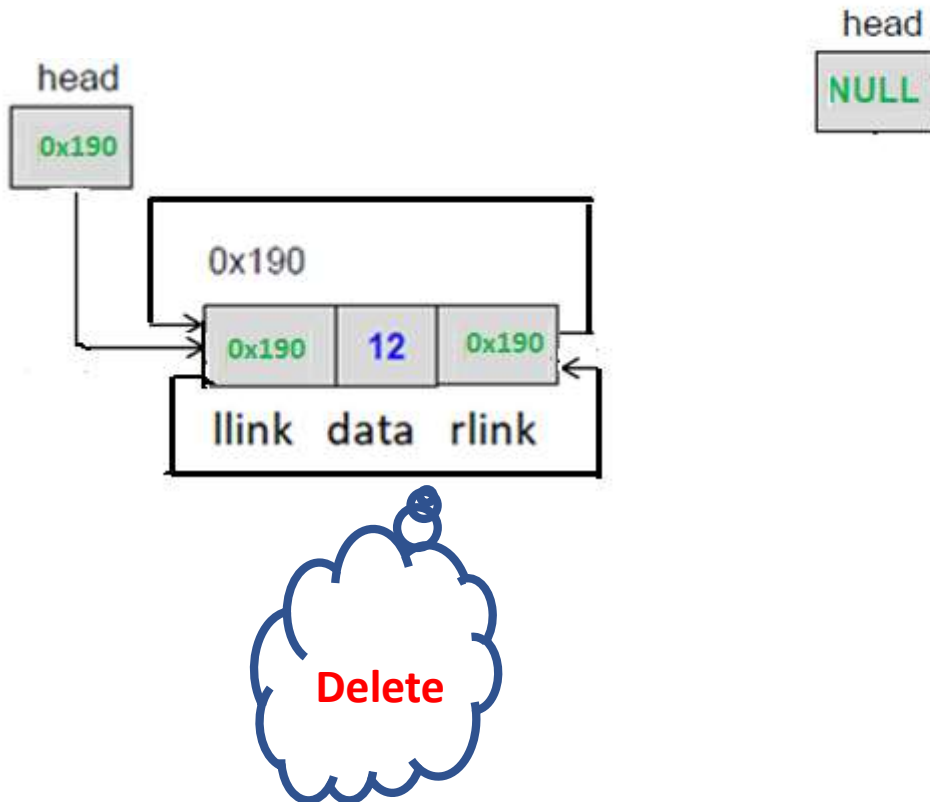 head
NULL
head
0x190
0x190
0x190 12 0x190
llink data rlink
Delete